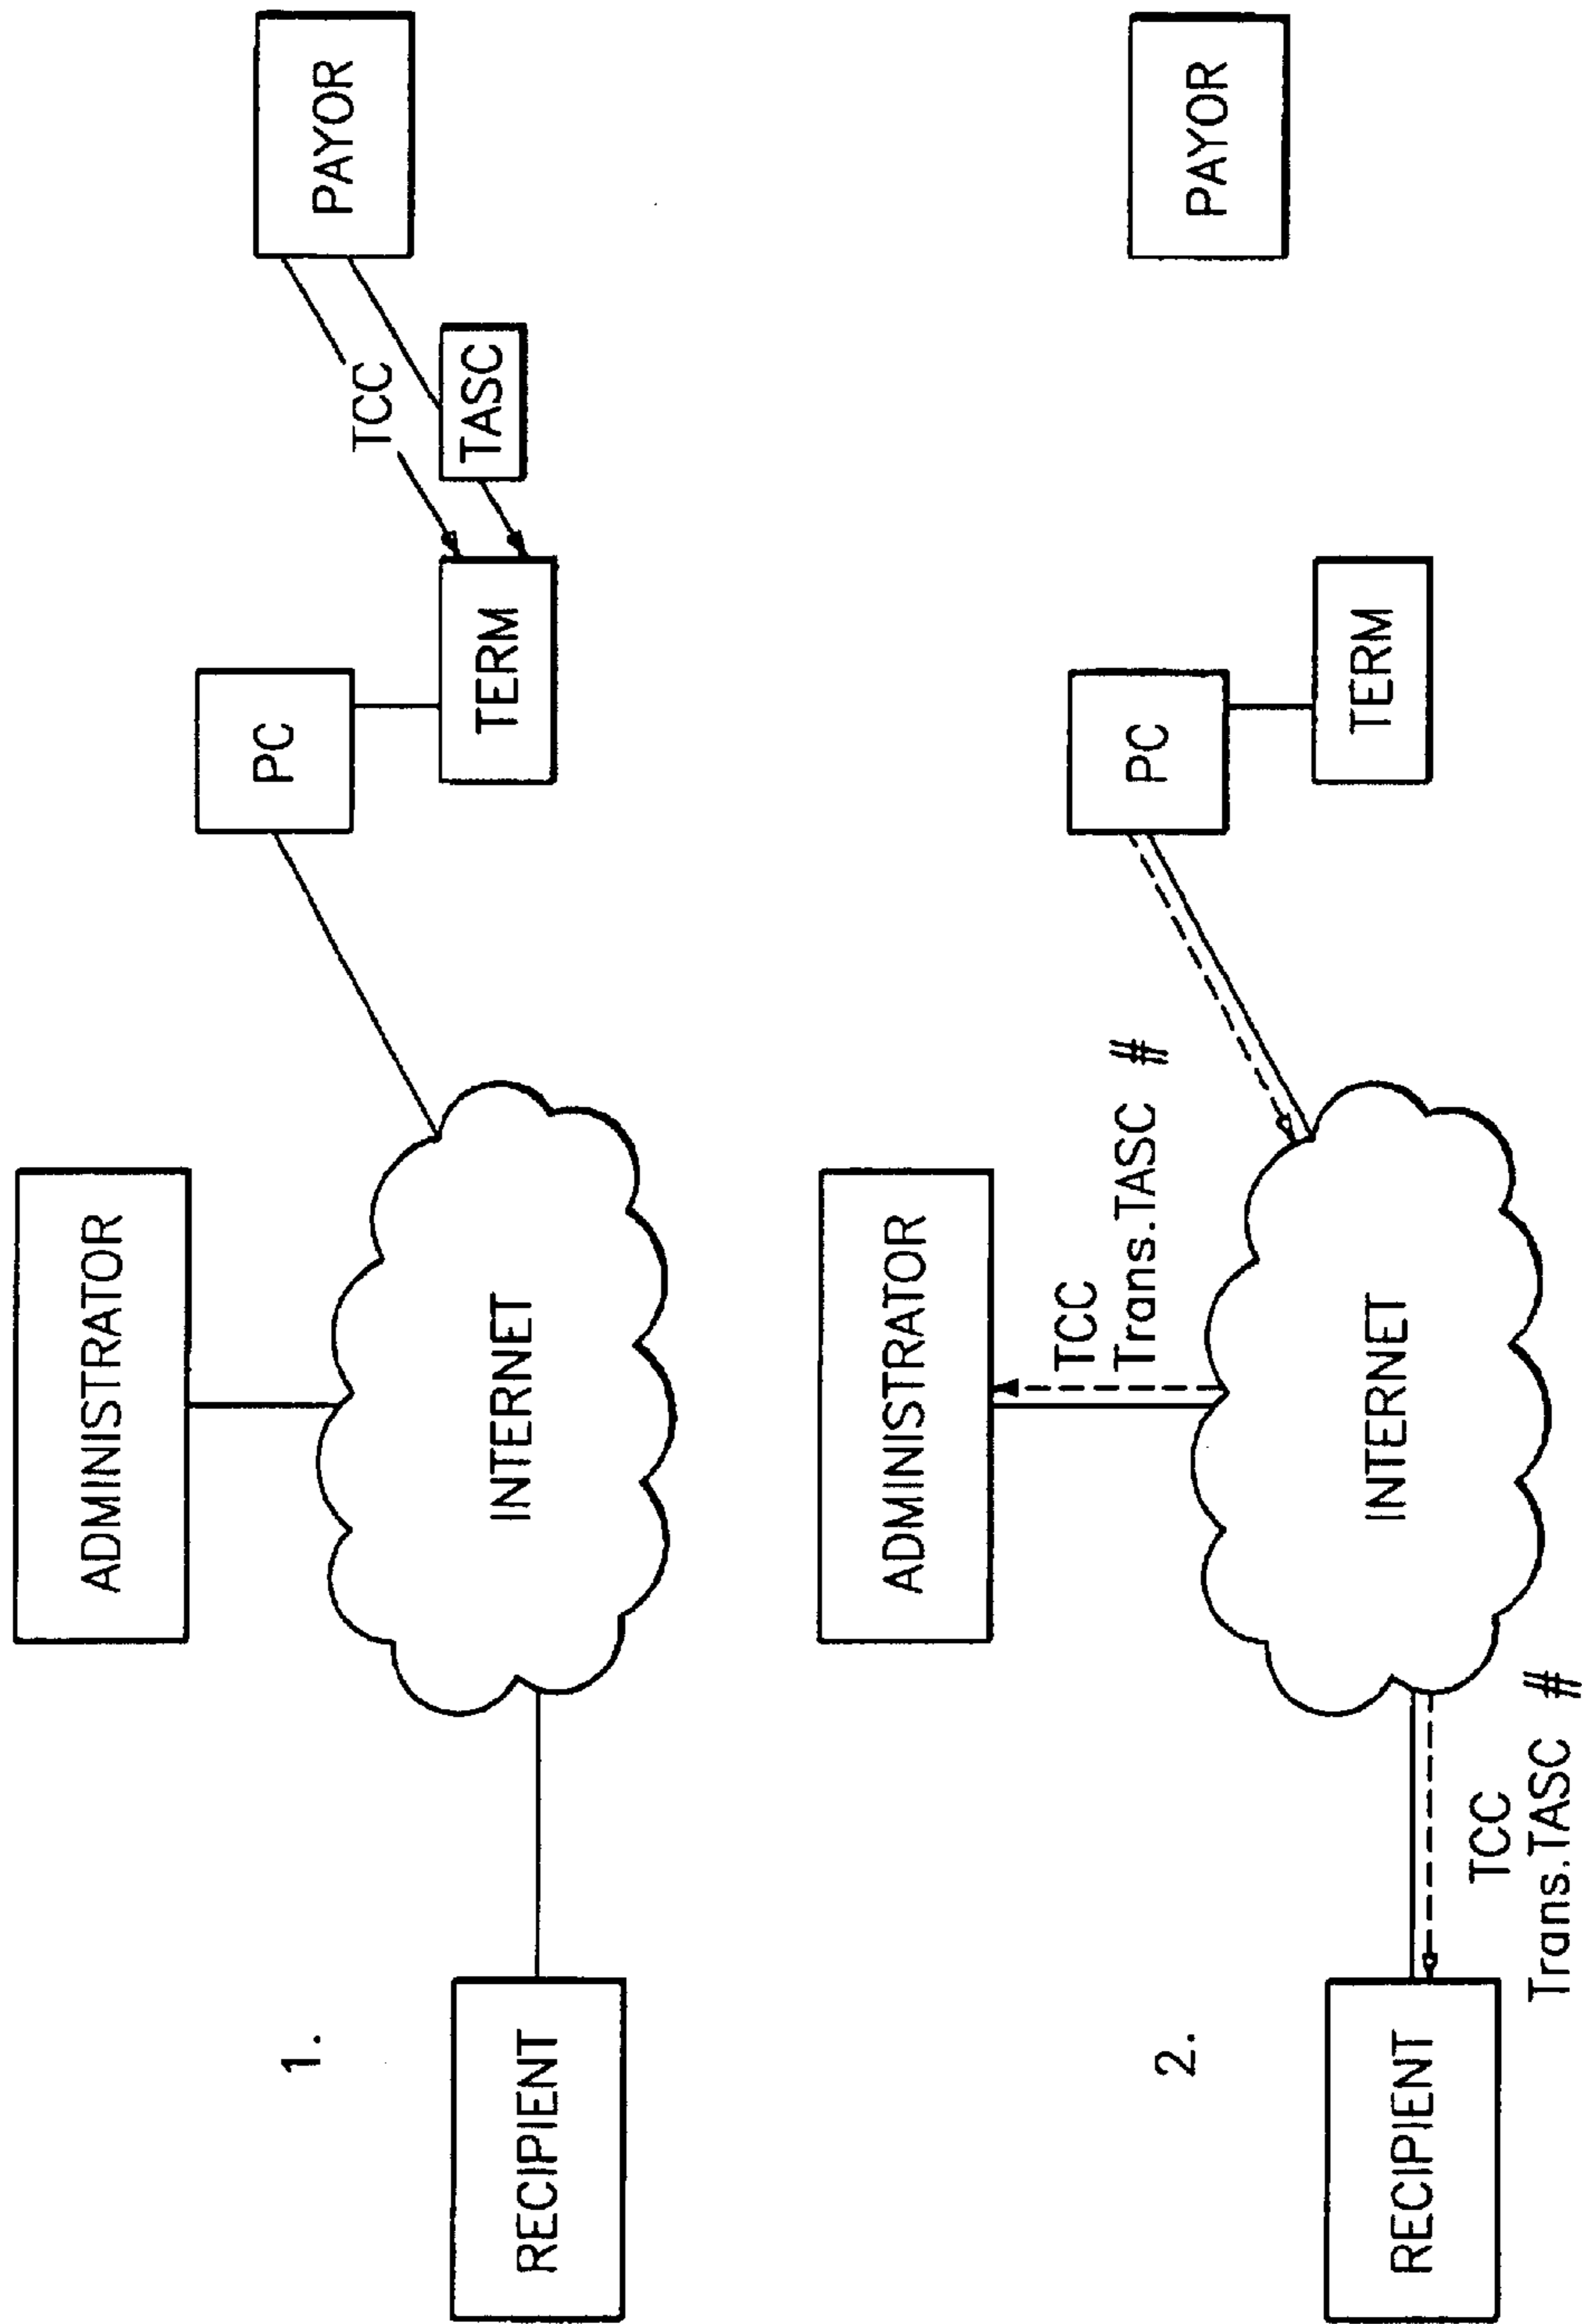 1.
ADMINISTRATOR
PC
PAYOR
TCC
TASC
TERM
INTERNET
RECIPIENT
2.
ADMINISTRATOR
TCC
Trans.TASC #
PC
PAYOR
TERM
INTERNET
RECIPIENT
TCC
Trans.TASC #